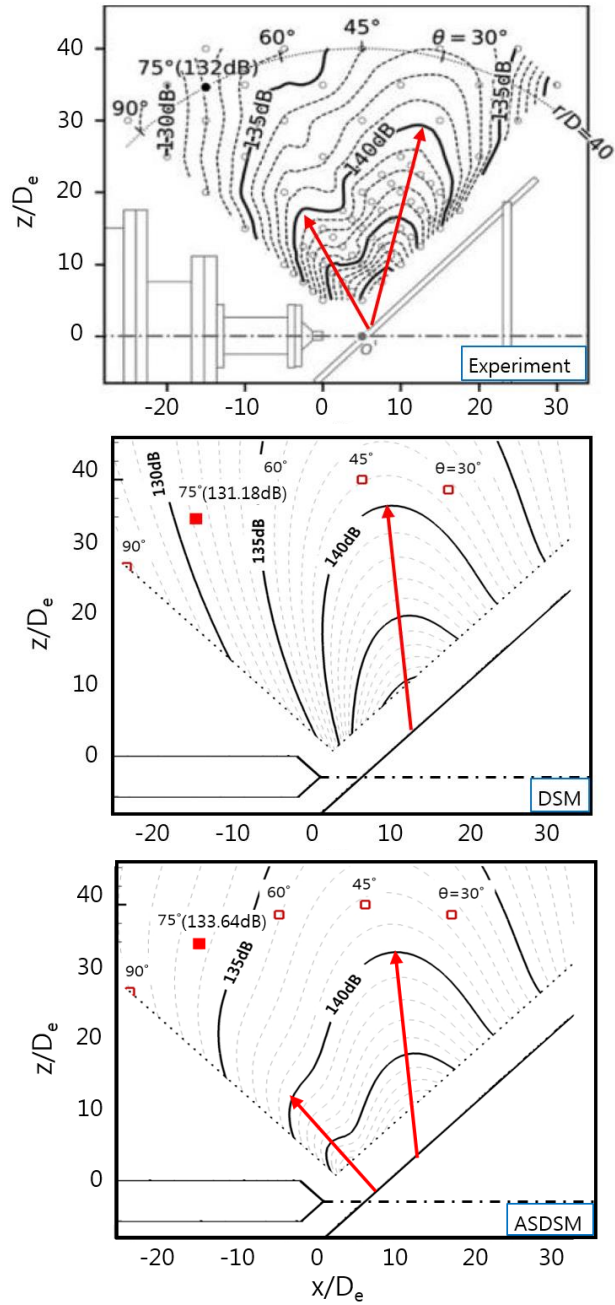 60°
45°
θ = 30°
40
75°(132dB)
90°
130dB
135dB
135dB
r/D=40
30
140dB
z/Dₑ
20
10
0
O'
Experiment
-20 -10 0 10 20 30
40
130dB
75°(131.18dB)
60°
45°
θ=30°
90°
135dB
140dB
30
z/Dₑ
20
10
0
DSM
-20 -10 0 10 20 30
40
75°(133.64dB)
60°
45°
θ=30°
90°
135dB
140dB
30
z/Dₑ
20
10
0
ASDSM
-20 -10 0 10 20 30
x/Dₑ